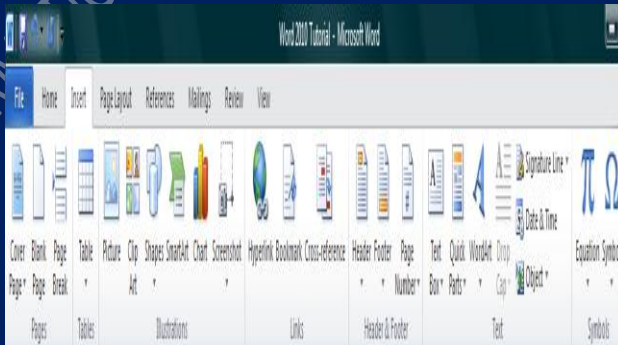 Word 2010 Tutorial - Microsoft Word
File Home Insert Page Layout References Mailings Review View
Cover Page Blank Page Page Break Table Picture Clip Art Shapes SmartArt Chart Screenshot Hyperlink Bookmark Cross-reference Header Footer Page Number Text Box Quick Parts WordArt Drop Cap Signature Line Date & Time Object Equation Symbol
Pages Tables Illustrations Links Header & Footer Text Symbols